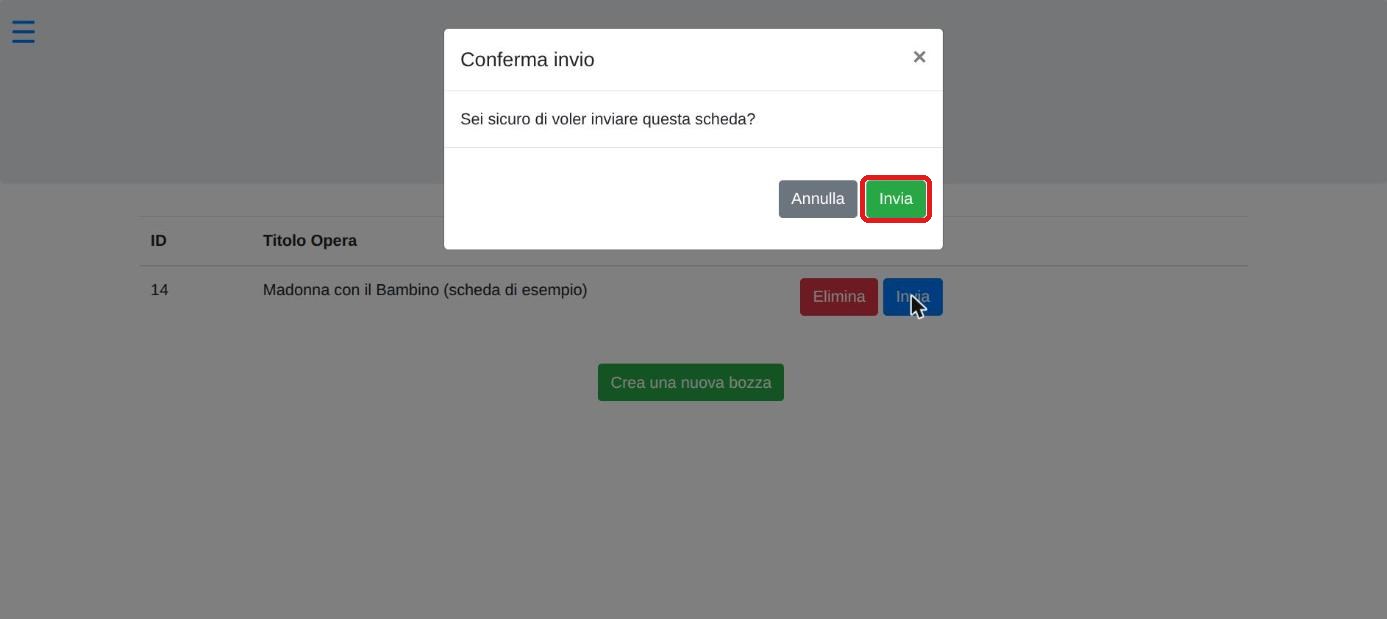 ☰
Conferma invio ×
Sei sicuro di voler inviare questa scheda?
Annulla Invia
ID Titolo Opera
14 Madonna con il Bambino (scheda di esempio) Elimina Invia
Crea una nuova bozza